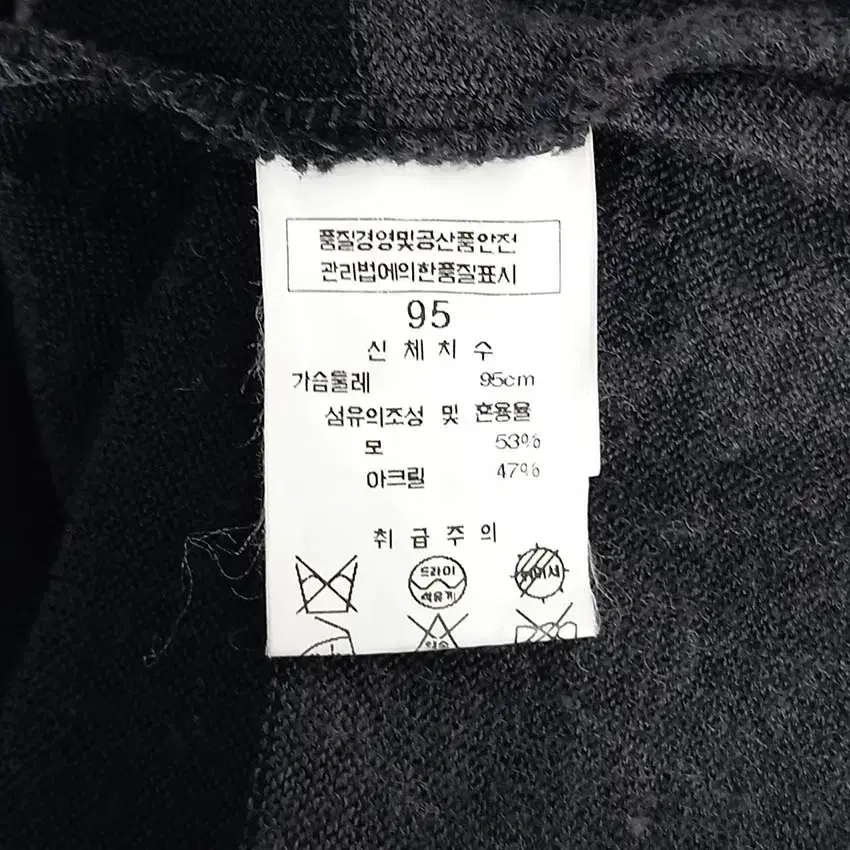 품질경영및공산품안전
관리법에의한품질표시
95
신 체 치 수
가슴둘레 95cm
섬유의조성 및 혼용율
모 53%
아크릴 47%
취 급 주 의
드라이
석유계